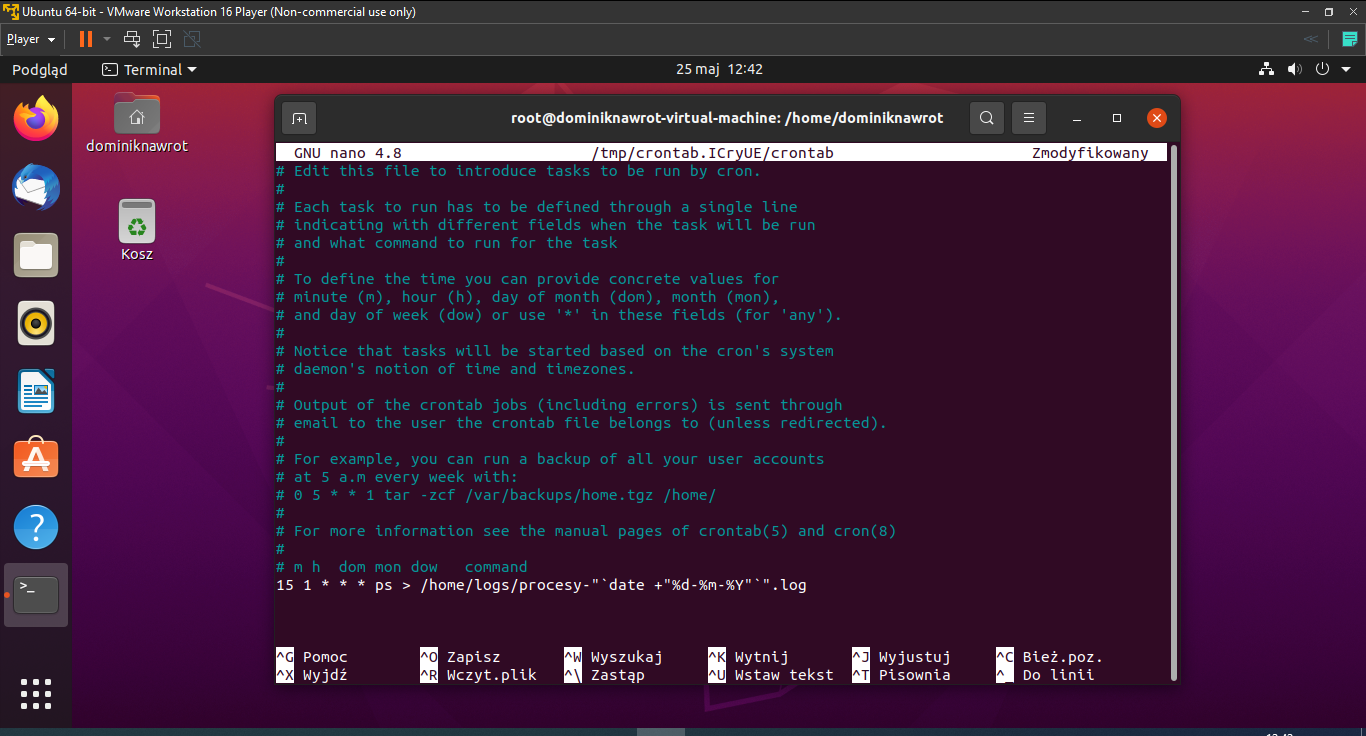 Ubuntu 64-bit - VMware Workstation 16 Player (Non-commercial use only)
Player
Podgląd
Terminal
25 maj 12:42
dominiknawrot
Kosz
root@dominiknawrot-virtual-machine: /home/dominiknawrot
GNU nano 4.8 /tmp/crontab.ICryUE/crontab Zmodyfikowany
# Edit this file to introduce tasks to be run by cron.
#
# Each task to run has to be defined through a single line
# indicating with different fields when the task will be run
# and what command to run for the task
#
# To define the time you can provide concrete values for
# minute (m), hour (h), day of month (dom), month (mon),
# and day of week (dow) or use '*' in these fields (for 'any').
#
# Notice that tasks will be started based on the cron's system
# daemon's notion of time and timezones.
#
# Output of the crontab jobs (including errors) is sent through
# email to the user the crontab file belongs to (unless redirected).
#
# For example, you can run a backup of all your user accounts
# at 5 a.m every week with:
# 0 5 * * 1 tar -zcf /var/backups/home.tgz /home/
#
# For more information see the manual pages of crontab(5) and cron(8)
#
# m h  dom mon dow   command
15 1 * * * ps > /home/logs/procesy-"`date +"%d-%m-%Y"`".log
^G Pomoc ^O Zapisz ^W Wyszukaj ^K Wytnij ^J Wyjustuj ^C Bież.poz.
^X Wyjdź ^R Wczyt.plik ^\ Zastąp ^U Wstaw tekst ^T Pisownia ^_ Do linii